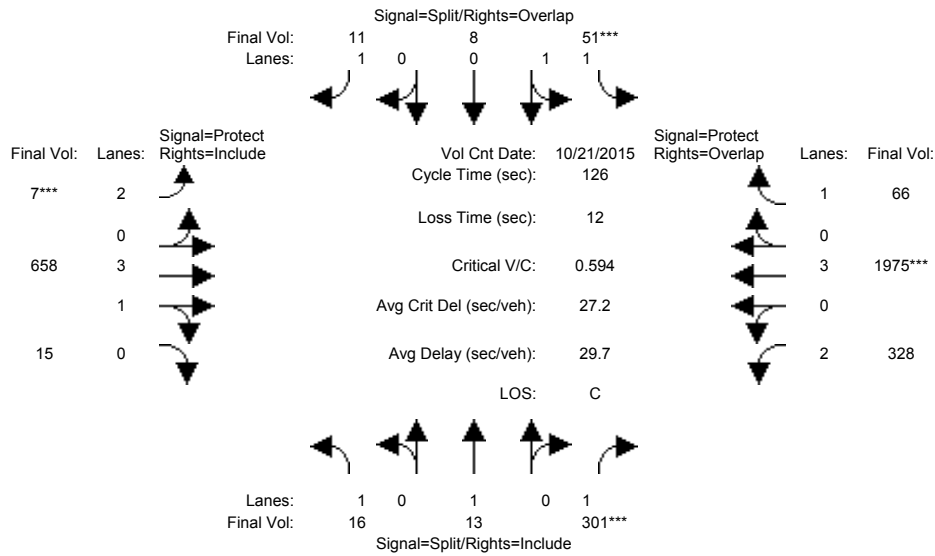 Signal=Split/Rights=Overlap
Final Vol: 11 8 51***
Lanes: 1 0 0 1 1
Signal=Protect
Final Vol: Lanes: Rights=Include
Vol Cnt Date: 10/21/2015
Signal=Protect
Rights=Overlap Lanes: Final Vol:
Cycle Time (sec): 126
7*** 2
1 66
Loss Time (sec): 12
0
0
658 3
Critical V/C: 0.594
3 1975***
1
Avg Crit Del (sec/veh): 27.2
0
15 0
Avg Delay (sec/veh): 29.7
2 328
LOS: C
Lanes: 1 0 1 0 1
Final Vol: 16 13 301***
Signal=Split/Rights=Include